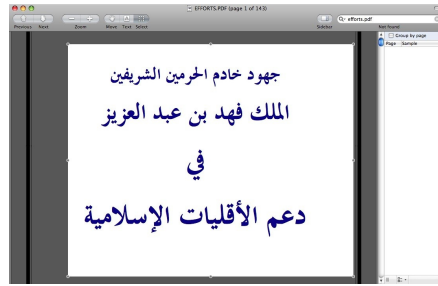 EFFORTS.PDF (page 1 of 143)
Previous Next Zoom Move Text Select Sidebar
efforts.pdf
Not found
Group by page
Page Sample
جهود خادم الحرمين الشريفين
الملك فهد بن عبد العزيز
في
دعم الأقليات الإسلامية